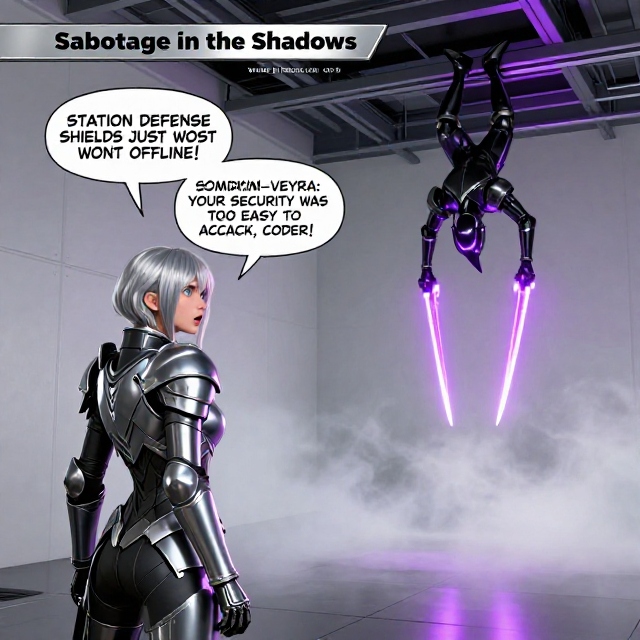 Sabotage in the Shadows
STATION DEFENSE
SHIELDS JUST WOST
WONT OFFLINE!
VEYRA:
YOUR SECURITY WAS
TOO EASY TO
ACCACK, CODER!